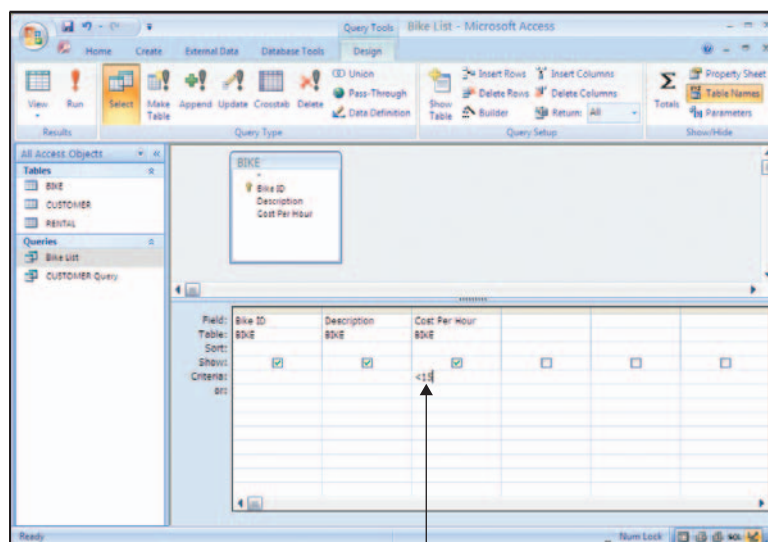 Query Tools Bike List - Microsoft Access
Home Create External Data Database Tools Design
View Run Select Make Table Append Update Crosstab Delete
Union
Pass-Through
Data Definition
Show Table
Insert Rows
Delete Rows
Builder
Insert Columns
Delete Columns
Return: All
Totals
Property Sheet
Table Names
Parameters
Results Query Type Query Setup Show/Hide
All Access Objects
Tables
BIKE
CUSTOMER
RENTAL
Queries
Bike List
CUSTOMER Query
BIKE
*
Bike ID
Description
Cost Per Hour
Field: Bike ID Description Cost Per Hour
Table: BIKE BIKE BIKE
Sort:
Show:
Criteria: <15
or:
Ready Num Lock SQL